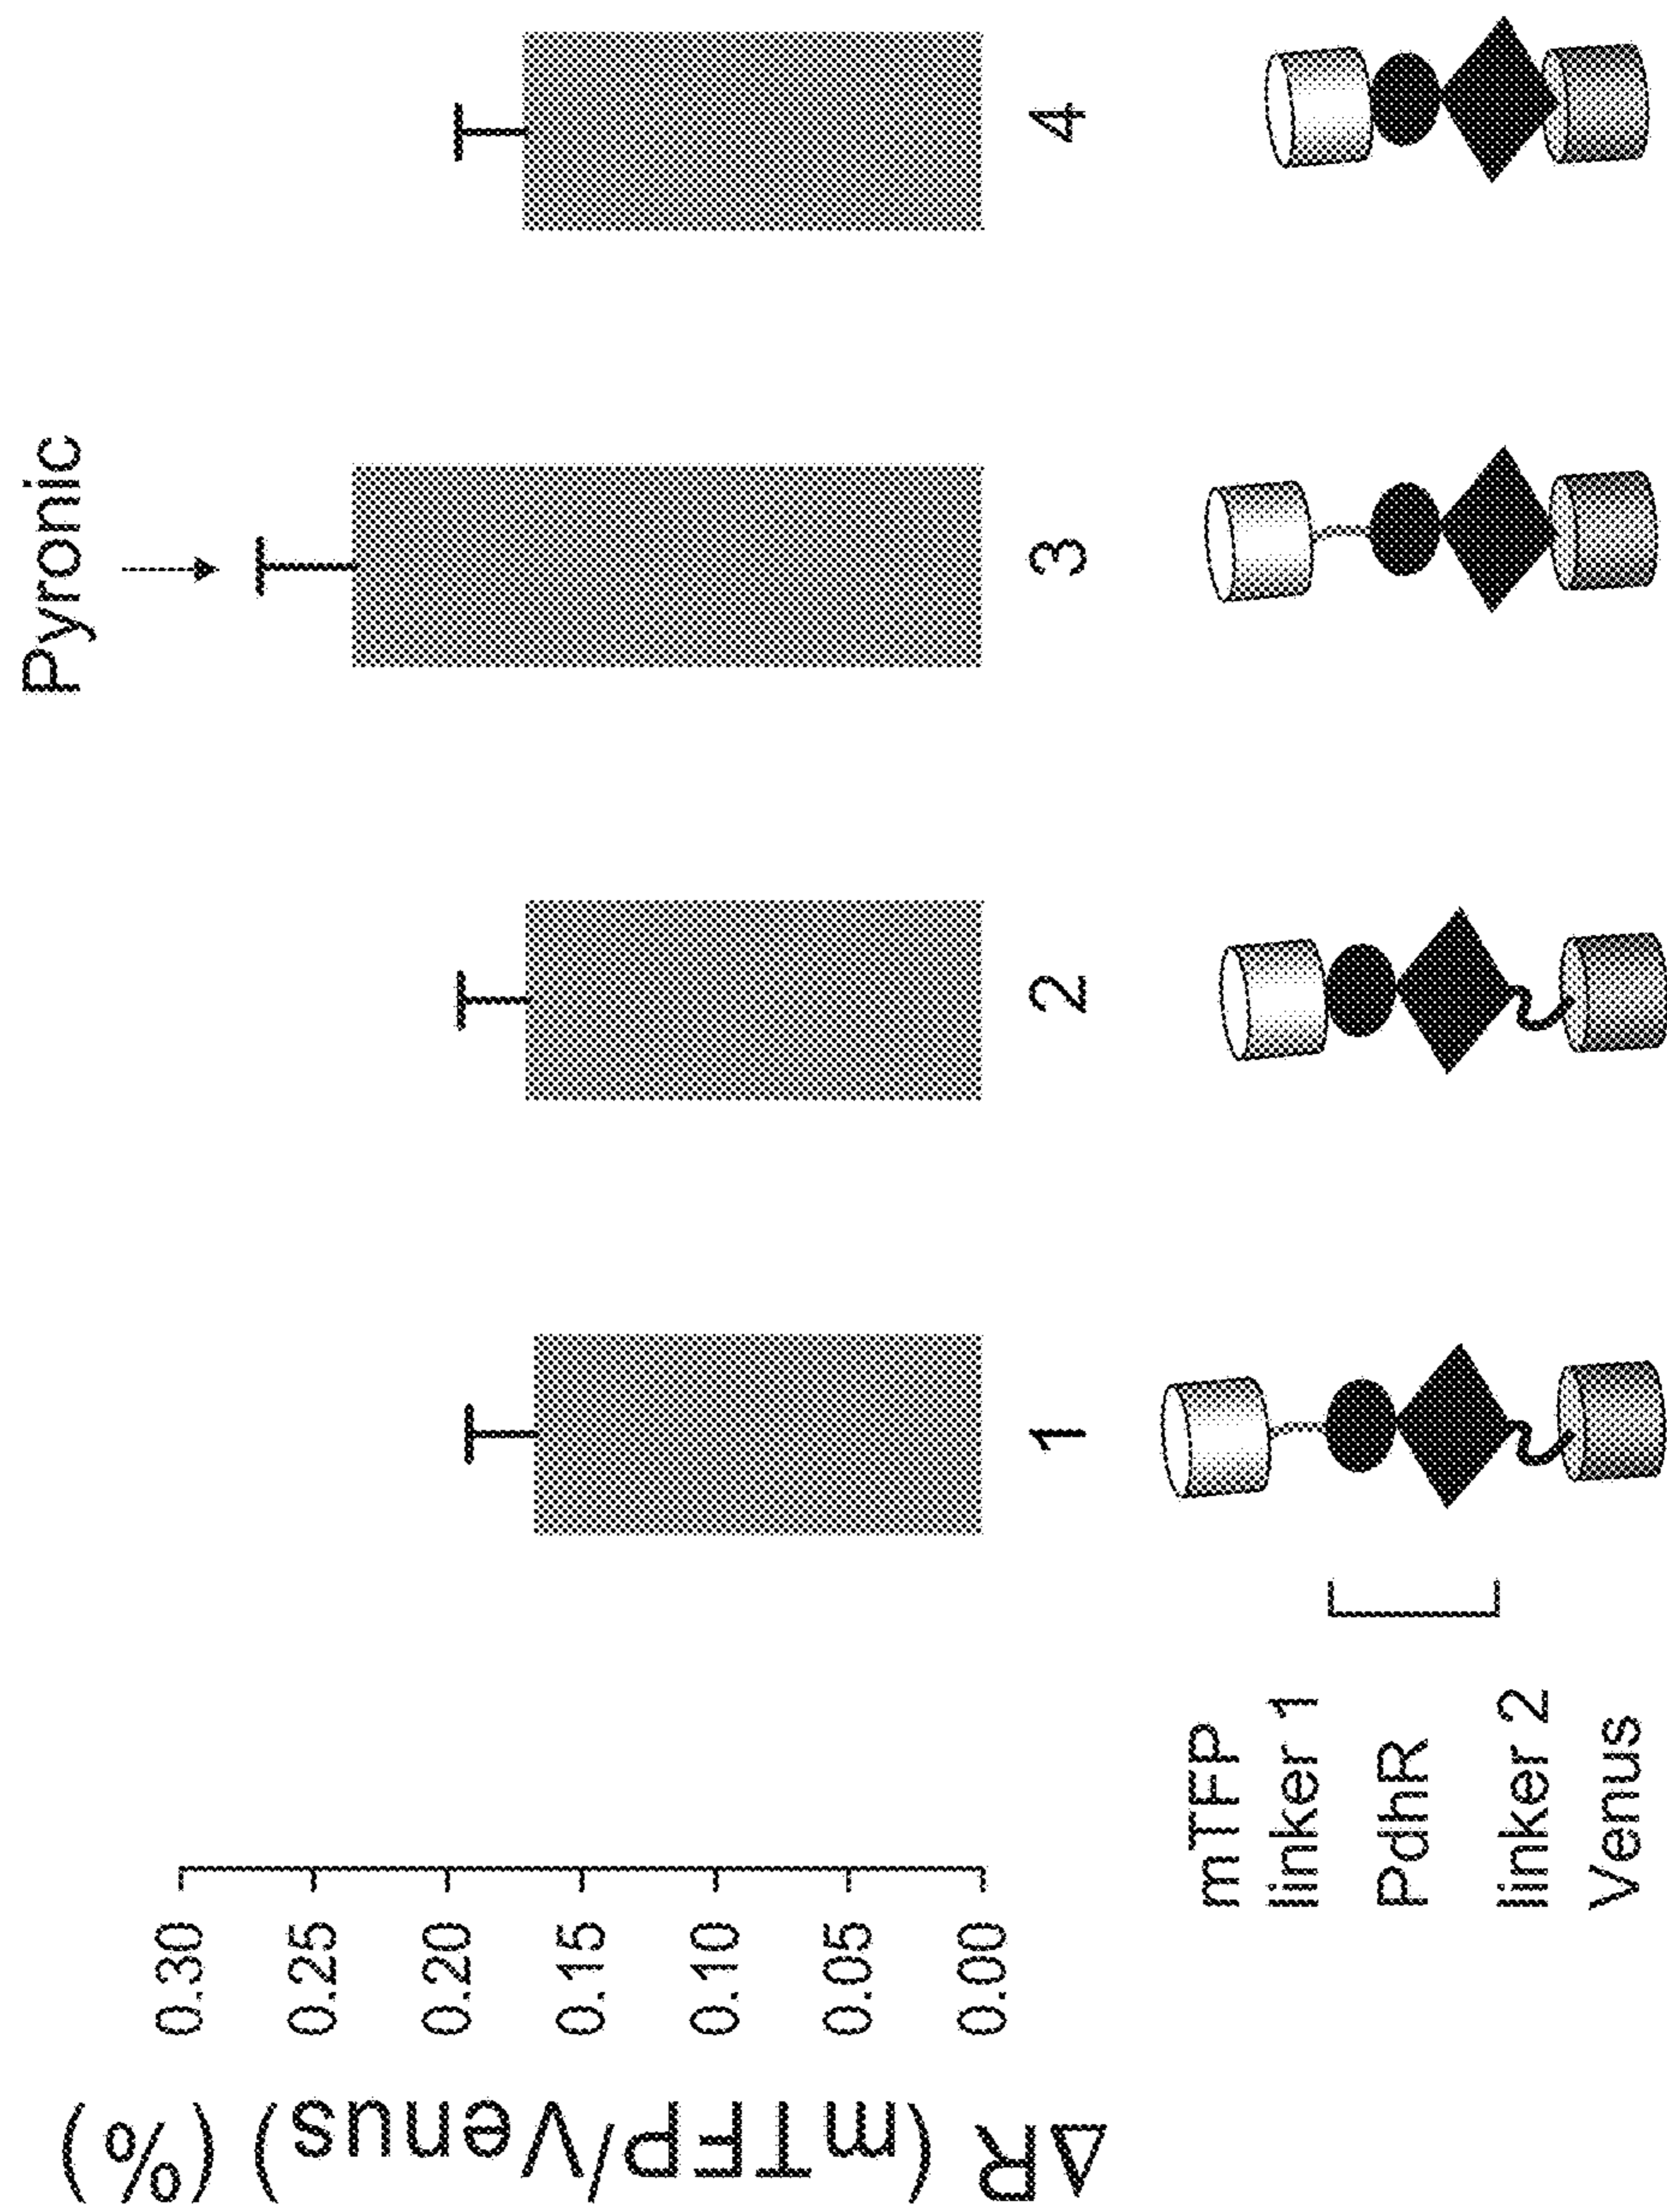 Pyronic
ΔR (mTFP/Venus) (%)
0.30
0.25
0.20
0.15
0.10
0.05
0.00
1 2 3 4
mTFP
linker 1
PdhR
linker 2
Venus